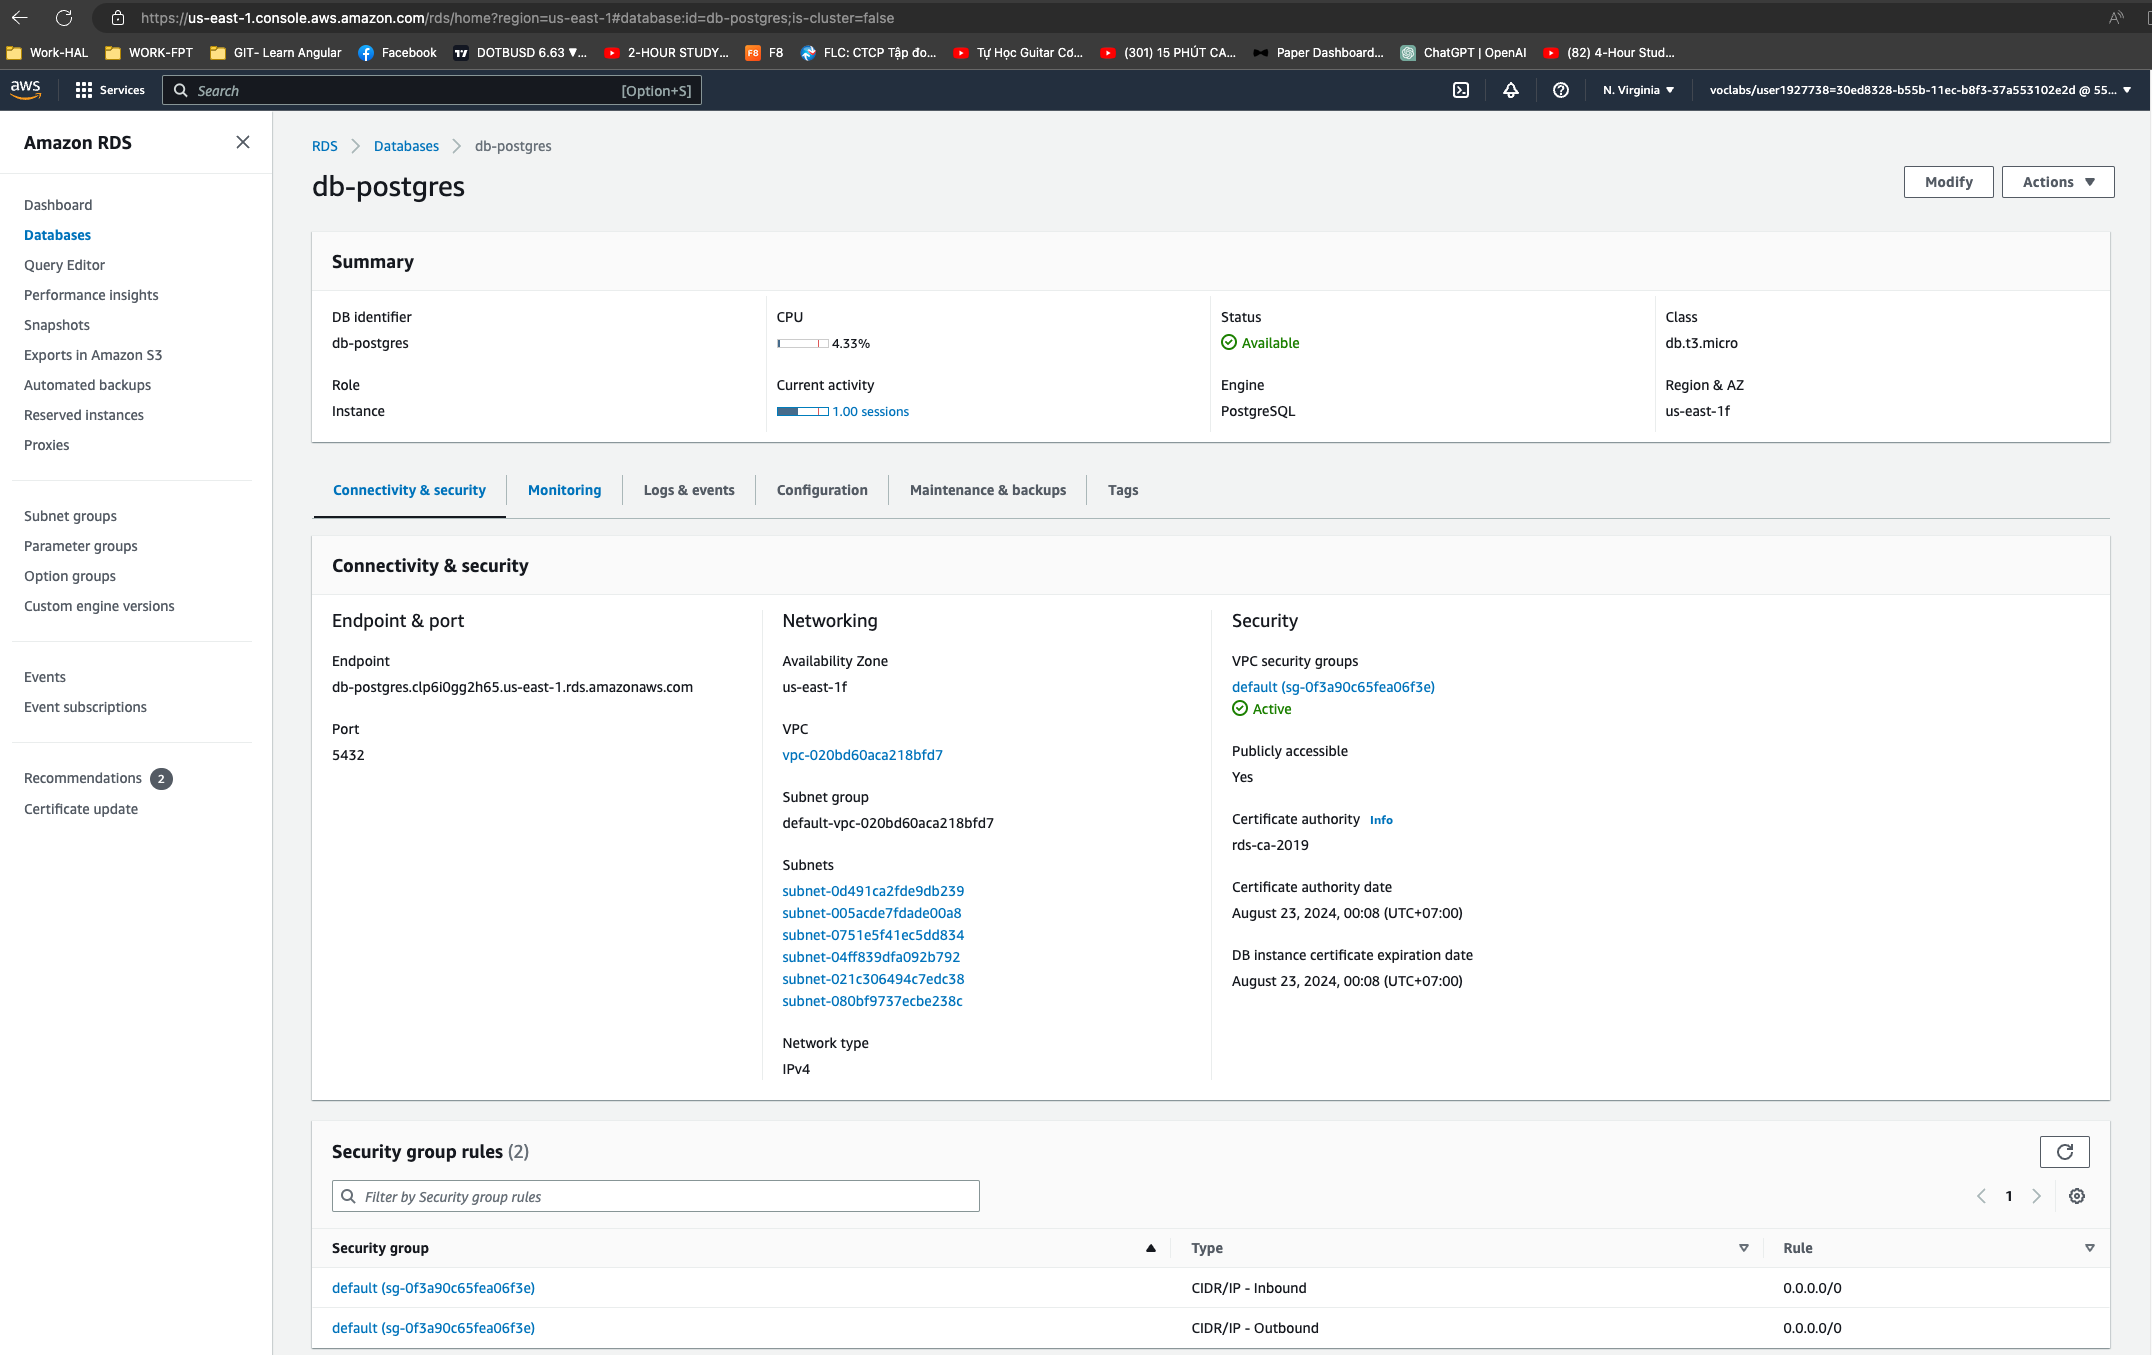 https://us-east-1.console.aws.amazon.com/rds/home?region=us-east-1#database:id=db-postgres;is-cluster=false
Work-HAL WORK-FPT GIT- Learn Angular Facebook DOTBUSD 6.63 ▼... 2-HOUR STUDY... F8 FLC: CTCP Tập đo... Tự Học Guitar Cơ... (301) 15 PHÚT CA... Paper Dashboard... ChatGPT | OpenAI (82) 4-Hour Stud...
aws Services Search [Option+S] N. Virginia ▼ voclabs/user1927738=30ed8328-b55b-11ec-b8f3-37a553102e2d @ 55... ▼
Amazon RDS
Dashboard
Databases
Query Editor
Performance insights
Snapshots
Exports in Amazon S3
Automated backups
Reserved instances
Proxies
Subnet groups
Parameter groups
Option groups
Custom engine versions
Events
Event subscriptions
Recommendations 2
Certificate update
RDS > Databases > db-postgres
db-postgres
Modify Actions ▼
Summary
DB identifier
db-postgres
Role
Instance
CPU
4.33%
Current activity
1.00 sessions
Status
Available
Engine
PostgreSQL
Class
db.t3.micro
Region & AZ
us-east-1f
Connectivity & security Monitoring Logs & events Configuration Maintenance & backups Tags
Connectivity & security
Endpoint & port
Endpoint
db-postgres.clp6i0gg2h65.us-east-1.rds.amazonaws.com
Port
5432
Networking
Availability Zone
us-east-1f
VPC
vpc-020bd60aca218bfd7
Subnet group
default-vpc-020bd60aca218bfd7
Subnets
subnet-0d491ca2fde9db239
subnet-005acde7fdade00a8
subnet-0751e5f41ec5dd834
subnet-04ff839dfa092b792
subnet-021c306494c7edc38
subnet-080bf9737ecbe238c
Network type
IPv4
Security
VPC security groups
default (sg-0f3a90c65fea06f3e)
Active
Publicly accessible
Yes
Certificate authority Info
rds-ca-2019
Certificate authority date
August 23, 2024, 00:08 (UTC+07:00)
DB instance certificate expiration date
August 23, 2024, 00:08 (UTC+07:00)
Security group rules (2)
Filter by Security group rules
1
Security group Type Rule
default (sg-0f3a90c65fea06f3e) CIDR/IP - Inbound 0.0.0.0/0
default (sg-0f3a90c65fea06f3e) CIDR/IP - Outbound 0.0.0.0/0